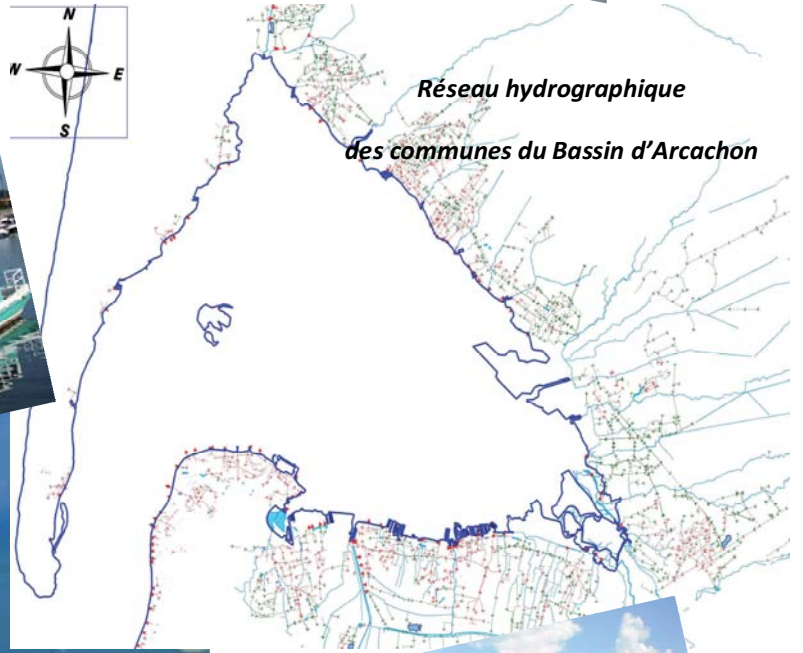 N
W E
S
Réseau hydrographique
des communes du Bassin d'Arcachon